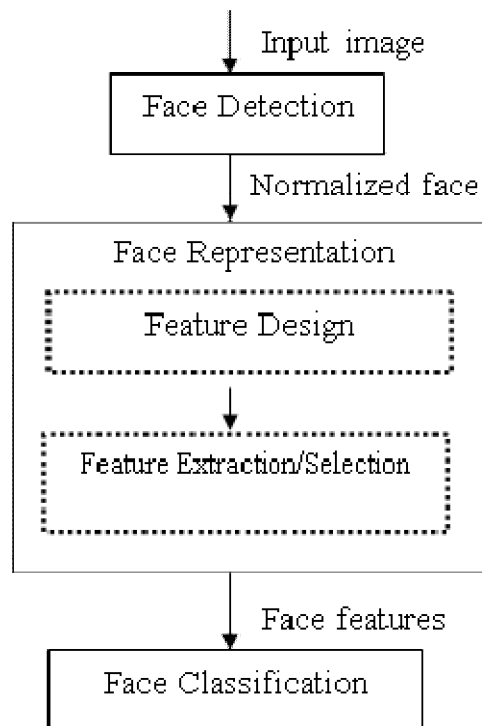 Input image
Face Detection
Normalized face
Face Representation
Feature Design
Feature Extraction/Selection
Face features
Face Classification